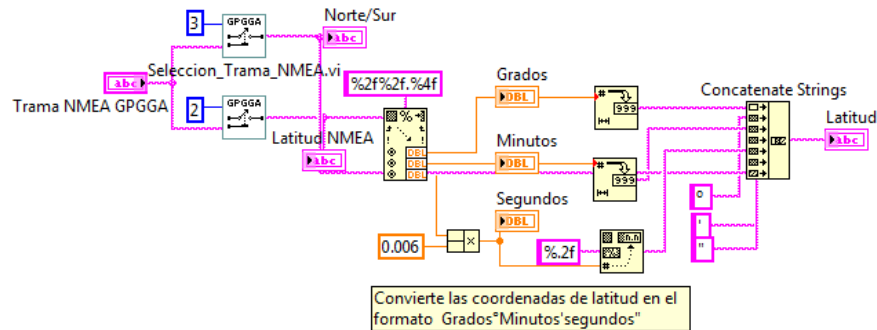 Norte/Sur
3
GPGGA
abc
Seleccion_Trama_NMEA.vi
abc
Trama NMEA GPGGA
%2f%2f.%4f
Grados
DBL
Concatenate Strings
2
GPGGA
999
Latitud
abc
Latitud NMEA
abc
%
DBL
DBL
DBL
Minutos
DBL
999
Segundos
DBL
°
'
"
0.006
x
%.2f
#
Convierte las coordenadas de latitud en el
formato Grados°Minutos'segundos"